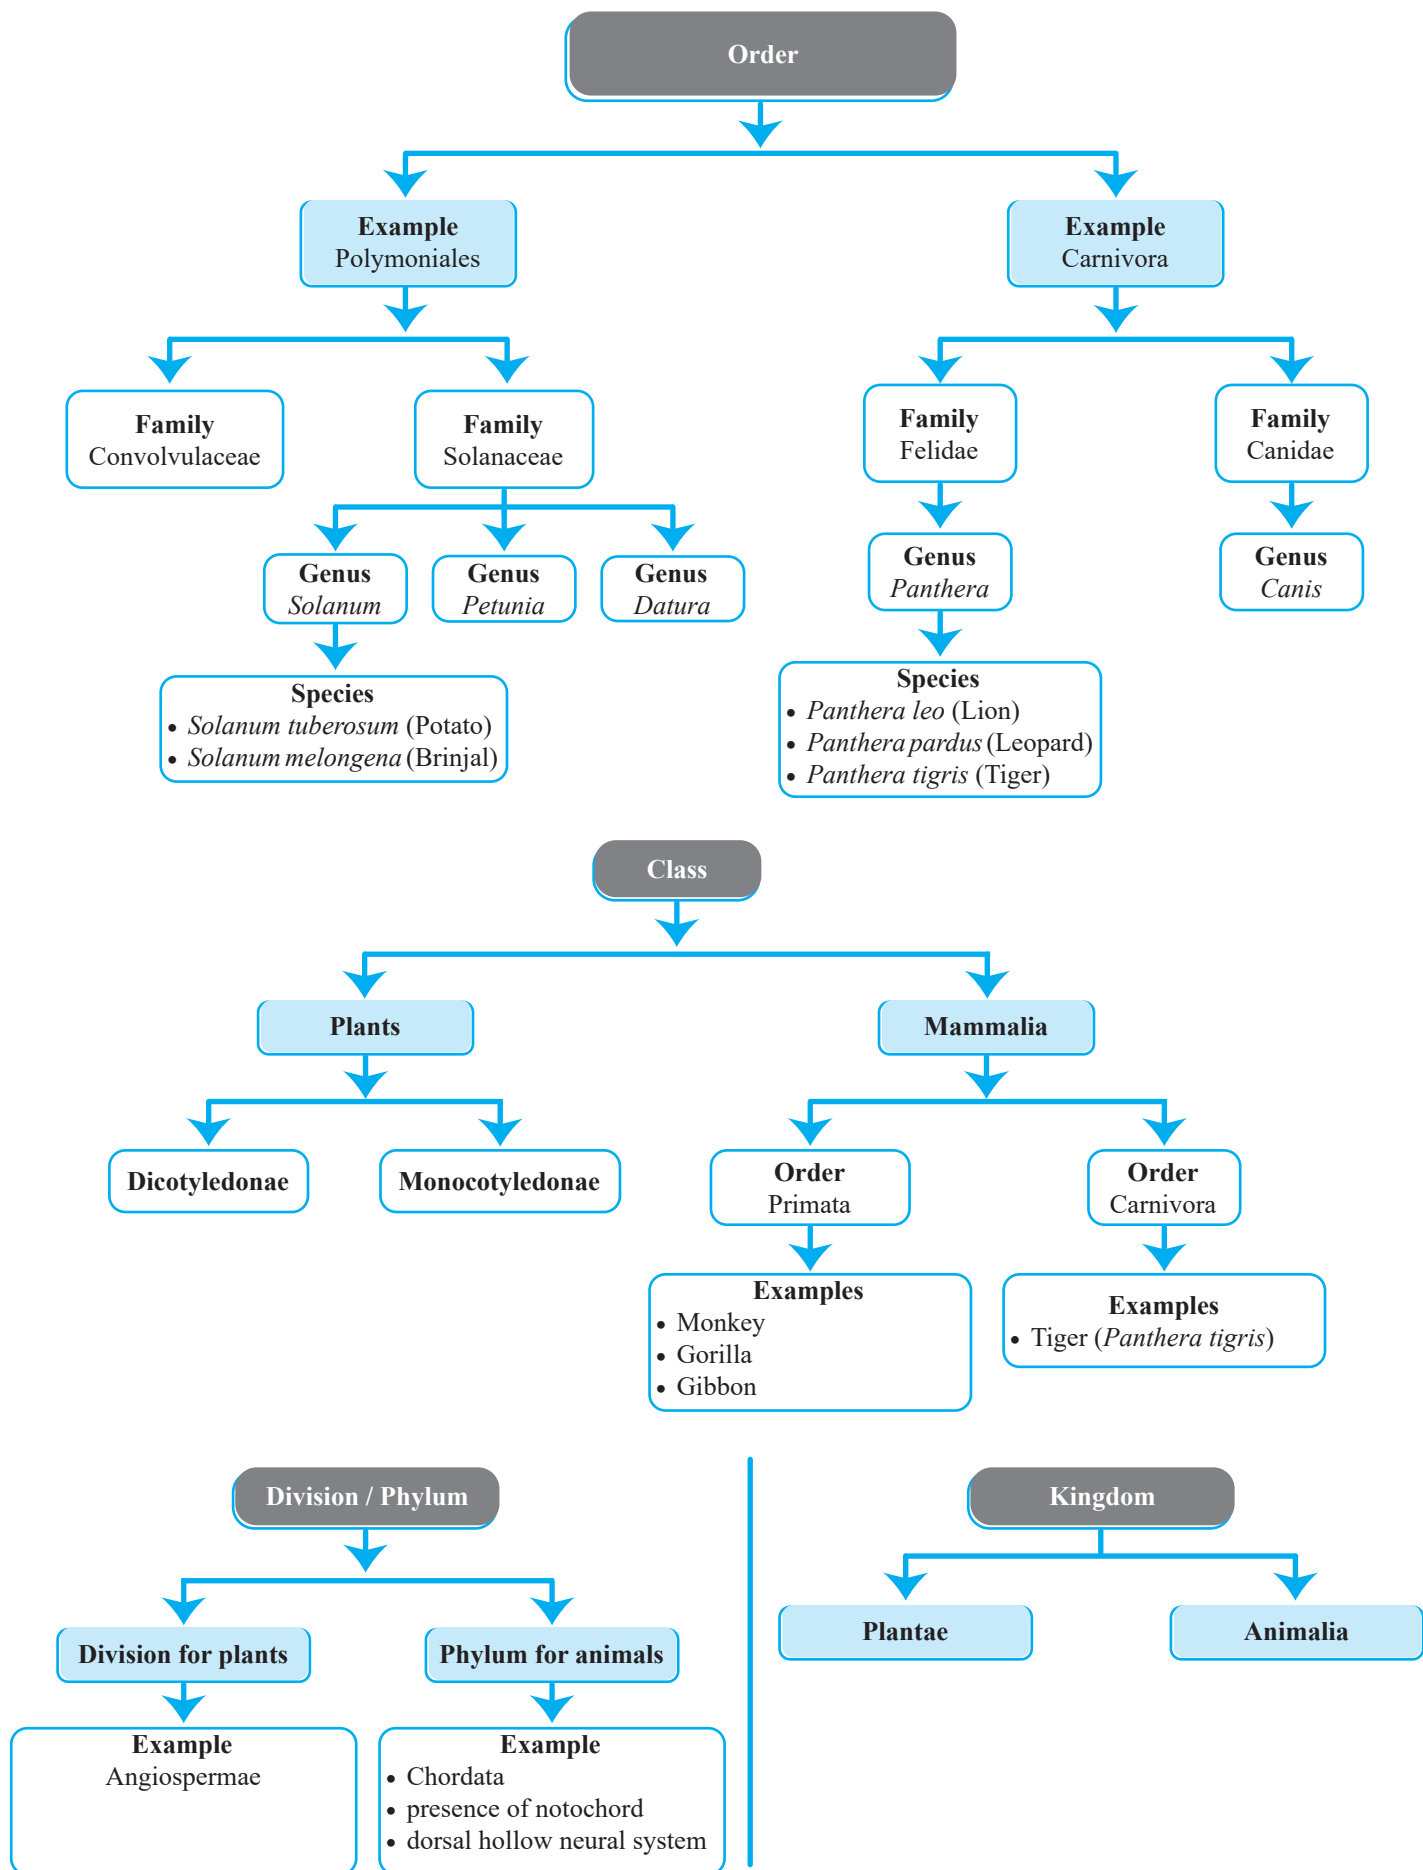 Order
Example
Polymoniales
Example
Carnivora
Family
Convolvulaceae
Family
Solanaceae
Family
Felidae
Family
Canidae
Genus
Solanum
Genus
Petunia
Genus
Datura
Genus
Panthera
Genus
Canis
Species
• Solanum tuberosum (Potato)
• Solanum melongena (Brinjal)
Species
• Panthera leo (Lion)
• Panthera pardus (Leopard)
• Panthera tigris (Tiger)
Class
Plants
Mammalia
Dicotyledonae
Monocotyledonae
Order
Primata
Order
Carnivora
Examples
• Monkey
• Gorilla
• Gibbon
Examples
• Tiger (Panthera tigris)
Division / Phylum
Division for plants
Phylum for animals
Example
Angiospermae
Example
• Chordata
• presence of notochord
• dorsal hollow neural system
Kingdom
Plantae
Animalia